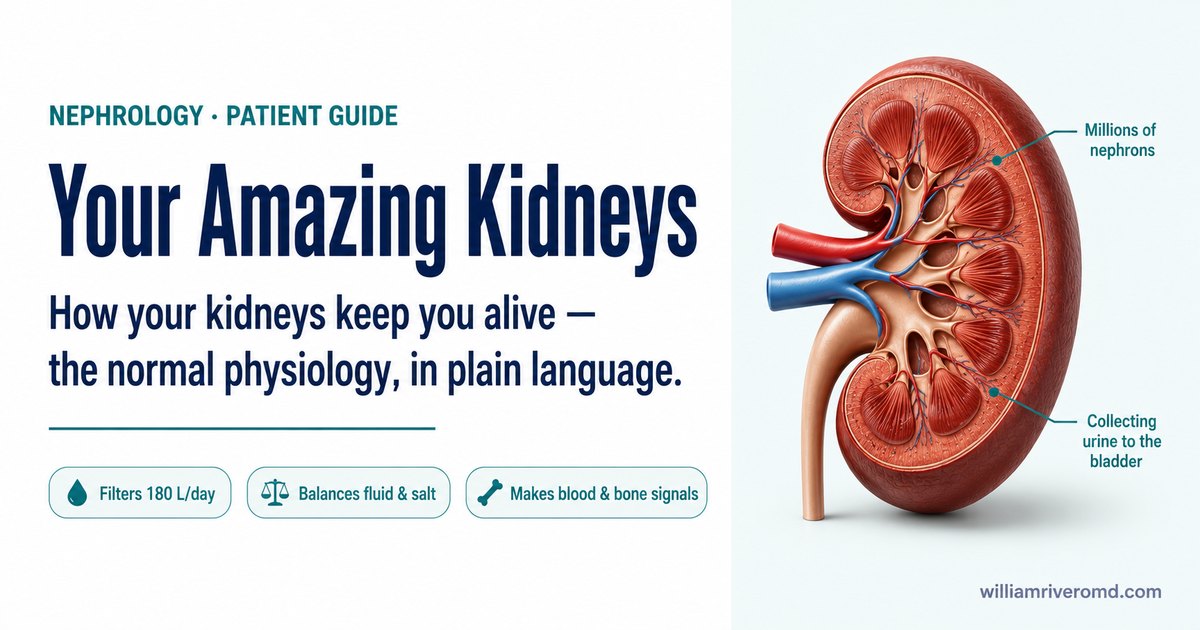 NEPHROLOGY · PATIENT GUIDE
Your Amazing Kidneys
How your kidneys keep you alive —
the normal physiology, in plain language.
Filters 180 L/day
Balances fluid & salt
Makes blood & bone signals
Millions of
nephrons
Collecting
urine to the
bladder
williamriveromd.com